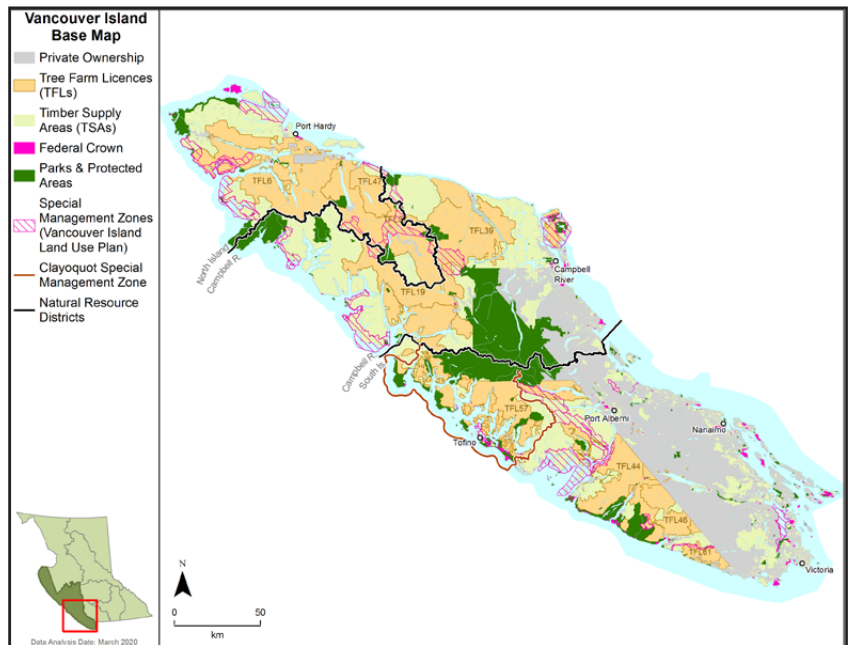 Vancouver Island
Base Map
Private Ownership
Tree Farm Licences
(TFLs)
Timber Supply
Areas (TSAs)
Federal Crown
Parks & Protected
Areas
Special
Management Zones
(Vancouver Island
Land Use Plan)
Clayoquot Special
Management Zone
Natural Resource
Districts
Data Analysis Date: March 2020
Port Hardy
TFL6
TFL47
TFL39
North Island
Campbell R.
Campbell
River
TFL19
Campbell R.
South Is.
TFL57
Port Alberni
Nanaimo
Tofino
TFL44
TFL46
TFL61
Victoria
N
0
50
km